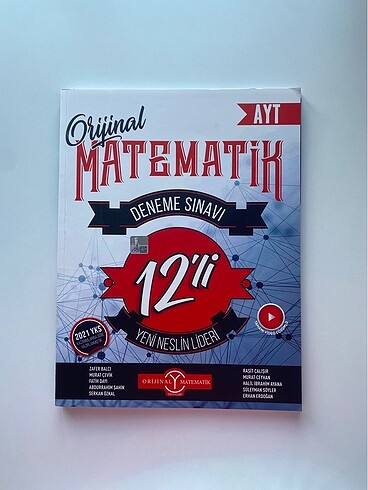 AYT
Orijinal
MATEMATİK
DENEME SINAVI
12'li
YENİ NESLİN LİDERİ
2021 YKS
ZAFER BALCI
MURAT ÇEVİK
FATİH DAYI
ABDURRAHİM ŞAHİN
SERKAN ÖZKAL
ORİJİNAL MATEMATİK
RAŞİT ÇALIŞIR
MURAT CEYHAN
HALİL İBRAHİM AYANA
SÜLEYMAN SÖYLER
ERHAN ERDOĞAN